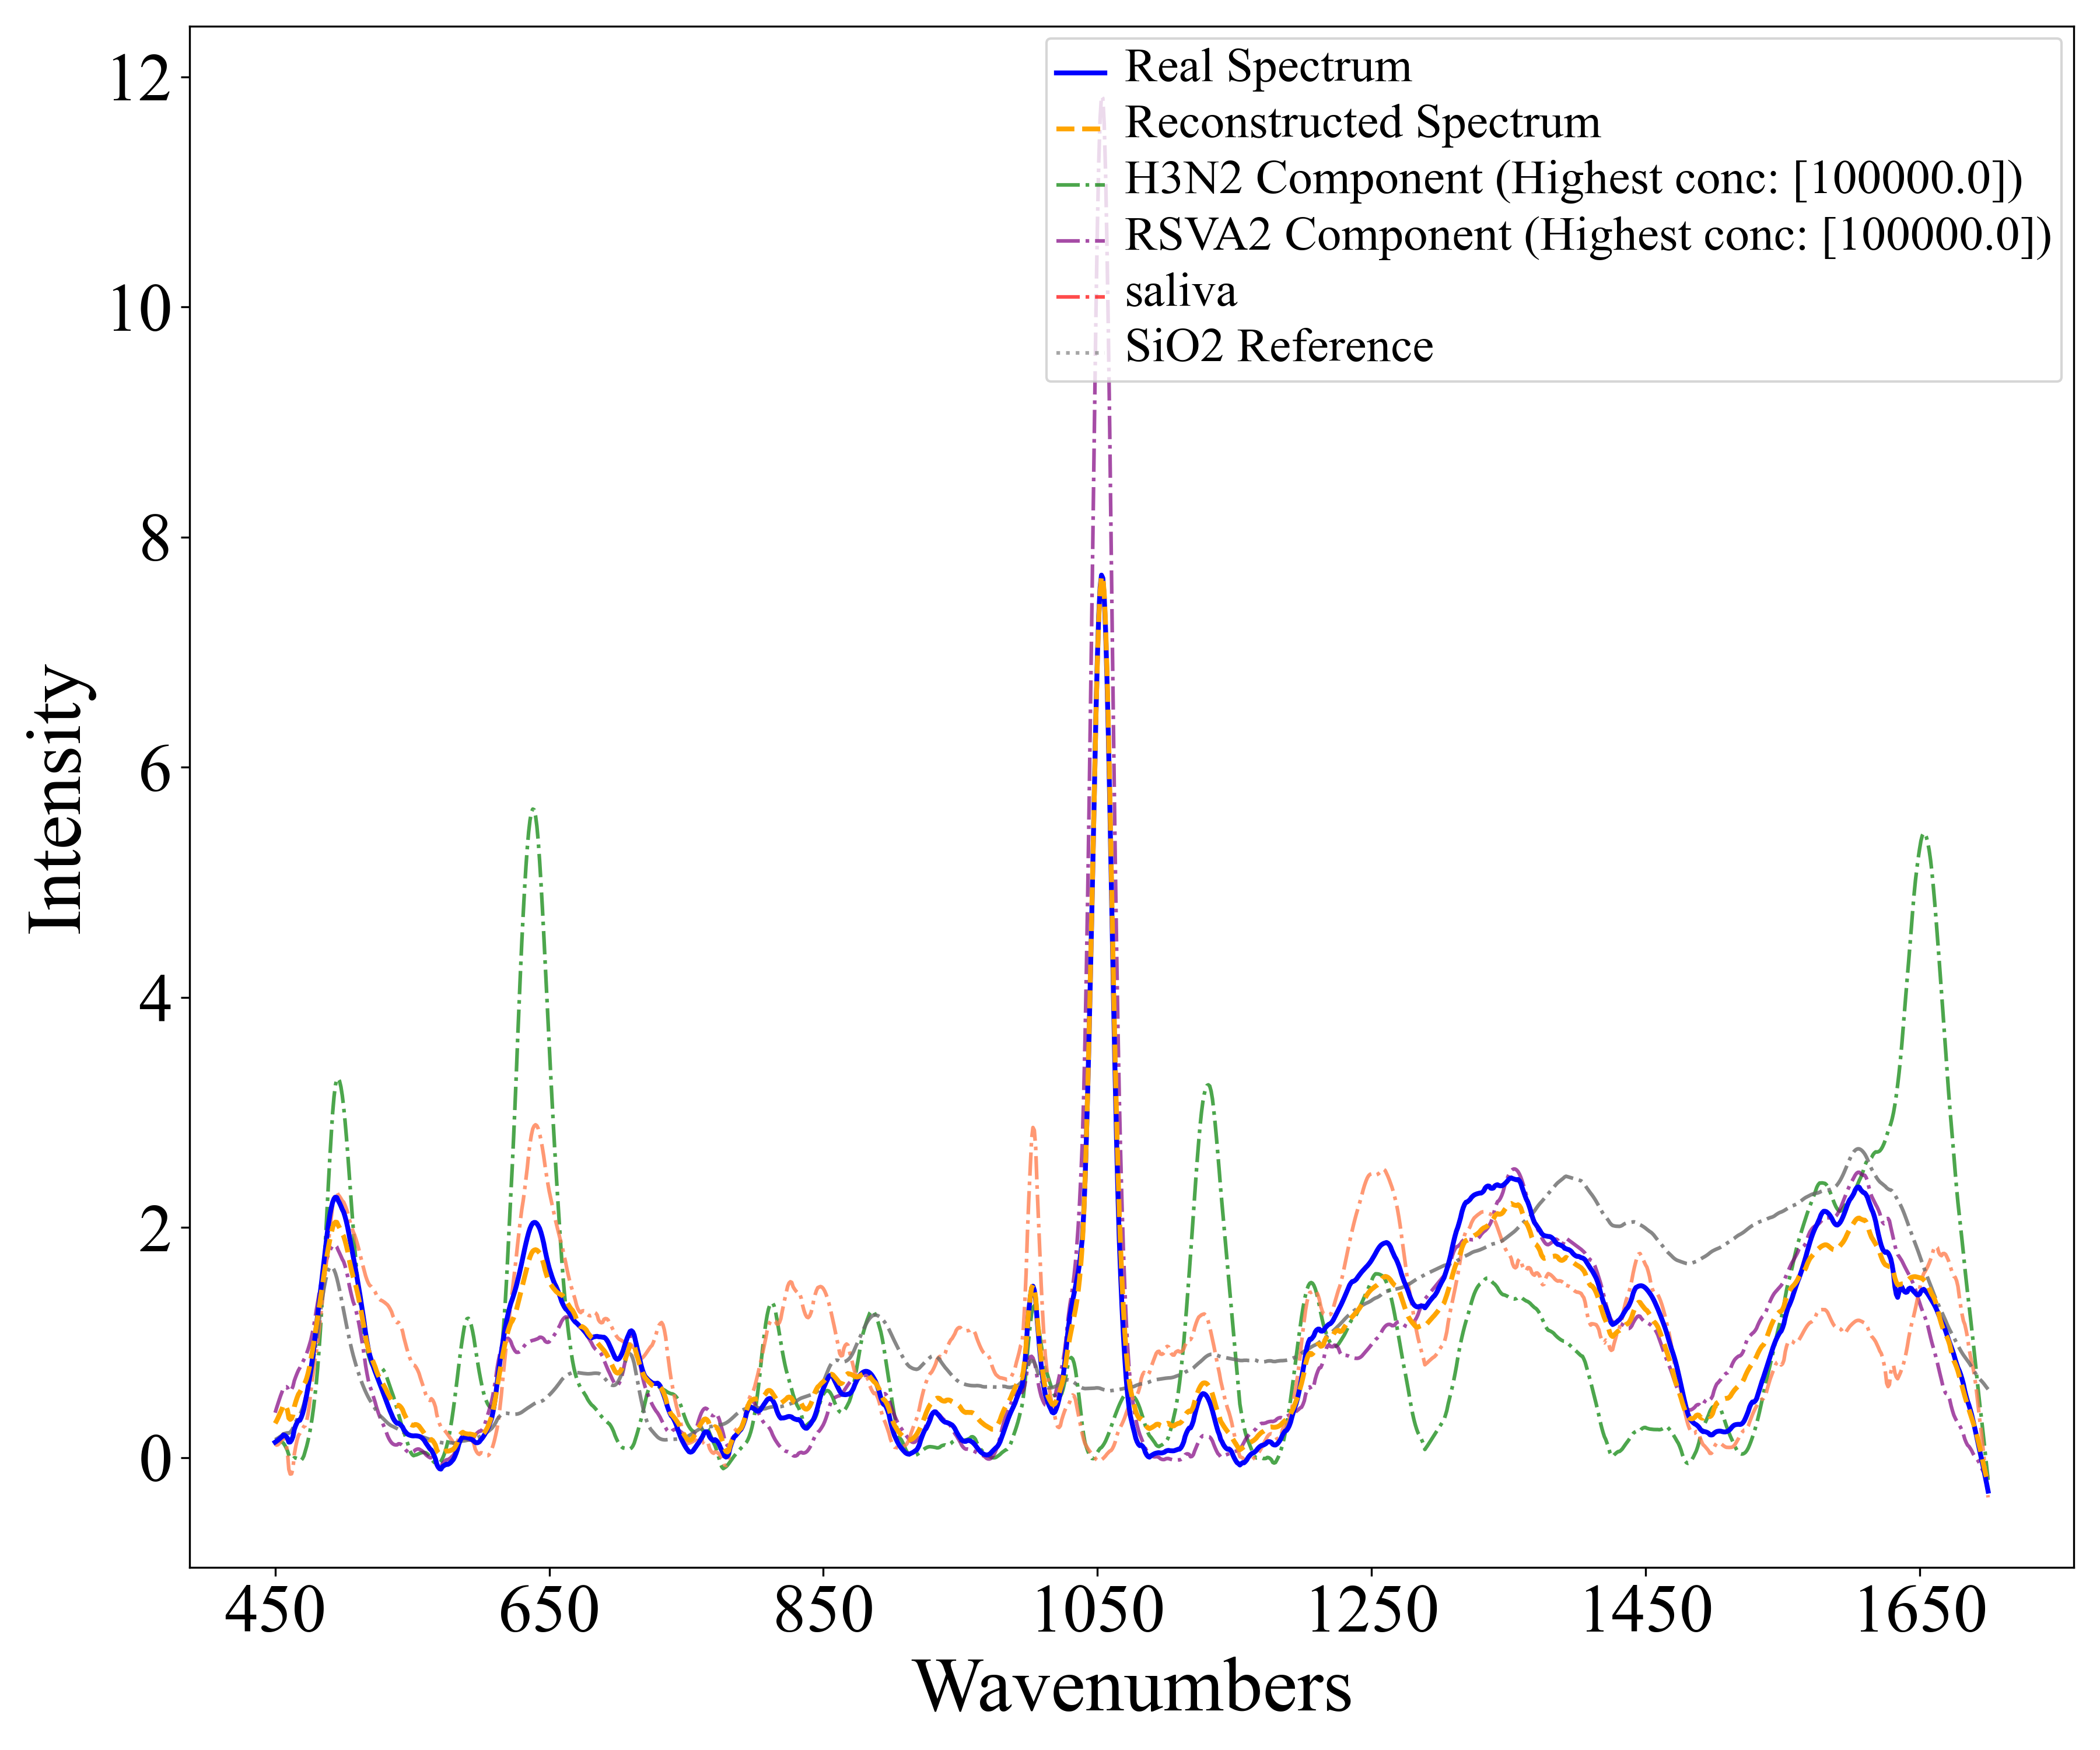 Intensity
12
10
8
6
4
2
0
Real Spectrum
Reconstructed Spectrum
H3N2 Component (Highest conc: [100000.0])
RSVA2 Component (Highest conc: [100000.0])
saliva
SiO2 Reference
450 650 850 1050 1250 1450 1650
Wavenumbers